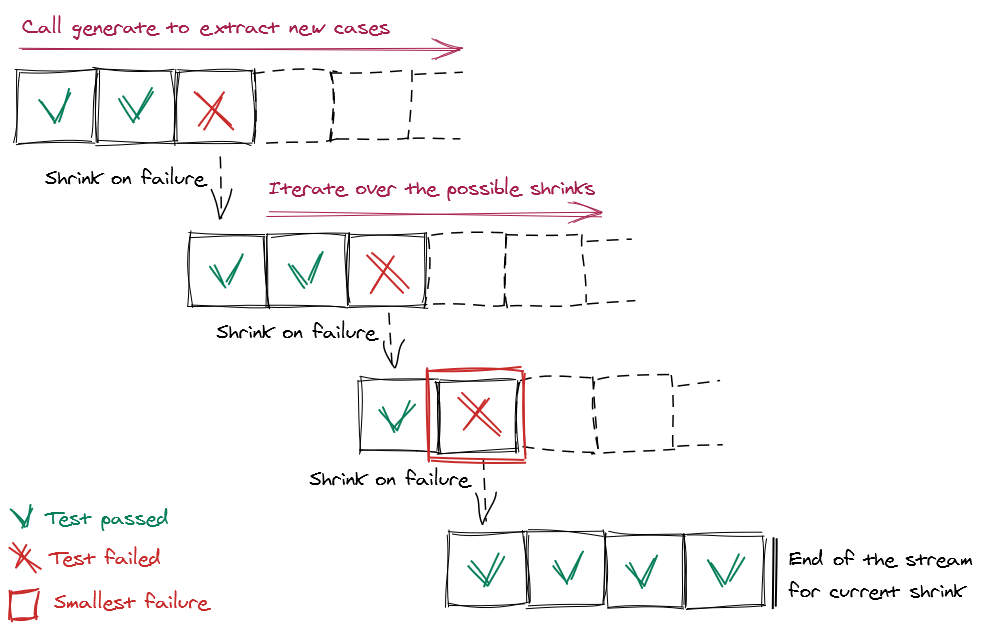 Call generate to extract new cases
Shrink on failure
Iterate over the possible shrinks
Shrink on failure
Shrink on failure
Test passed
Test failed
Smallest failure
End of the stream
for current shrink